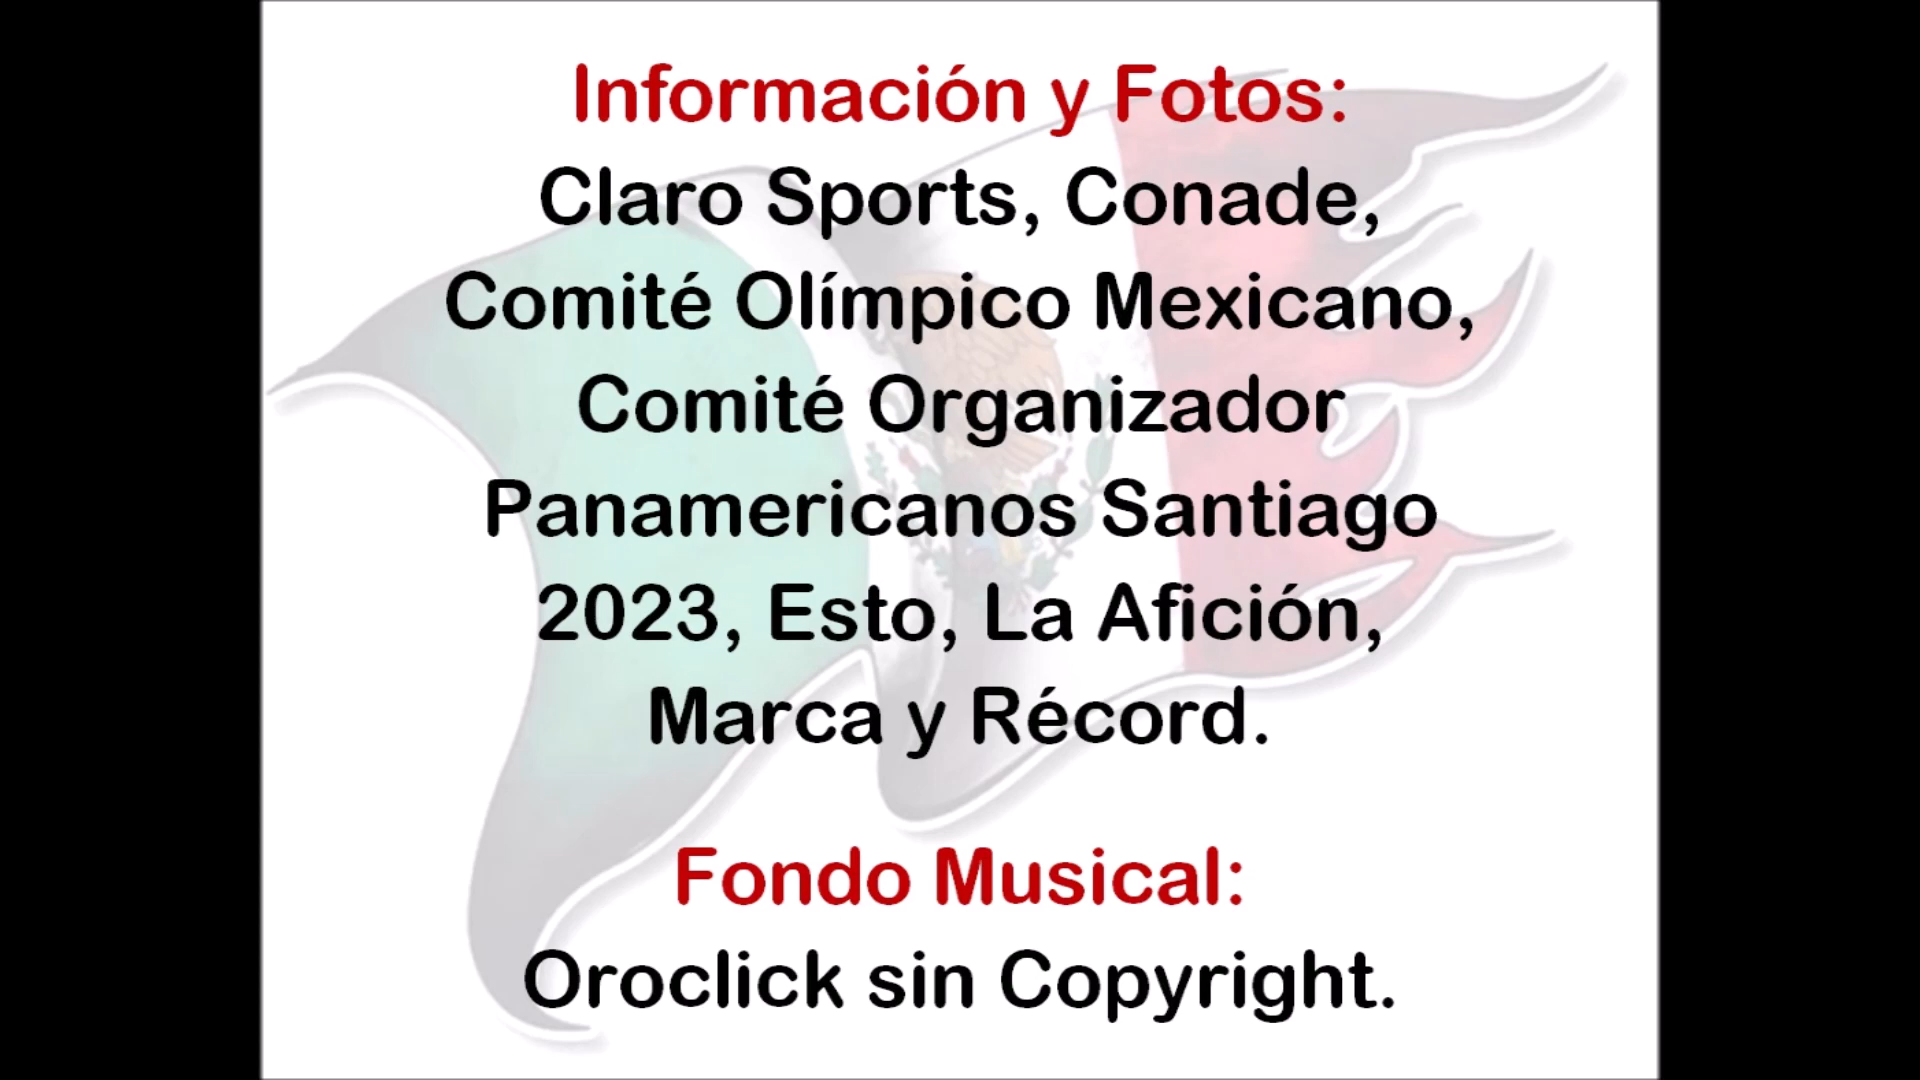 Información y Fotos:
Claro Sports, Conade,
Comité Olímpico Mexicano,
Comité Organizador
Panamericanos Santiago
2023, Esto, La Afición,
Marca y Récord.
Fondo Musical:
Oroclick sin Copyright.